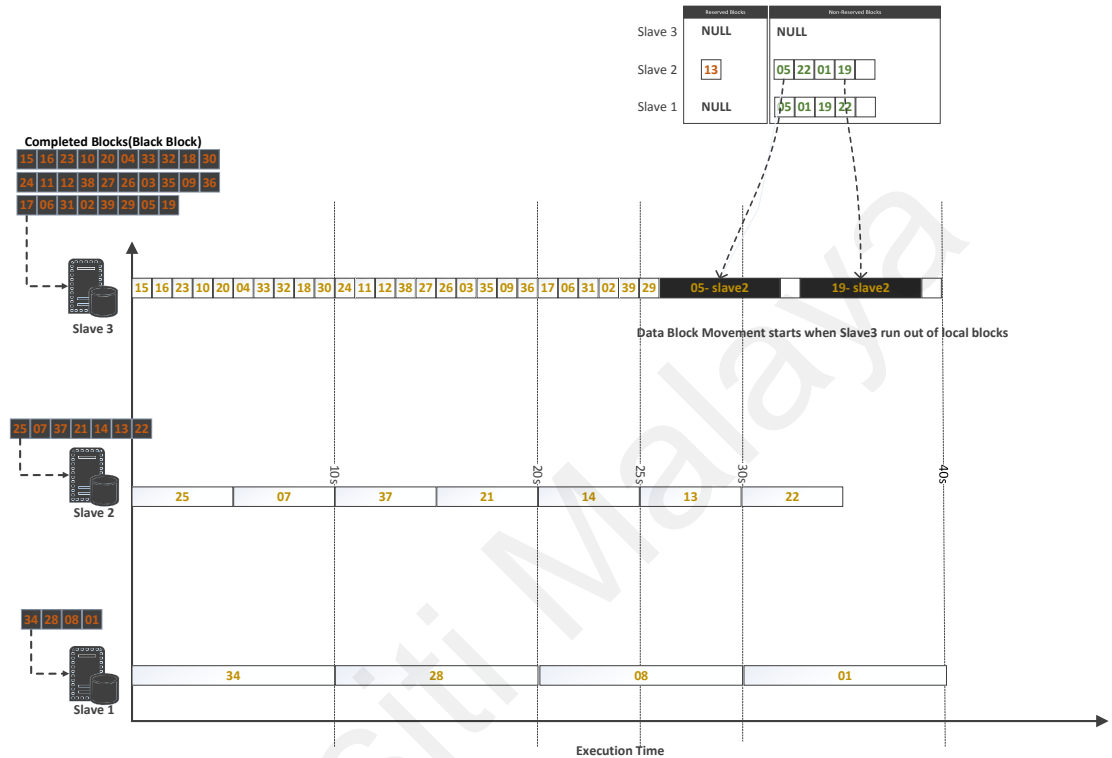 Reserved Blocks Non-Reserved Blocks
Slave 3 NULL NULL
Slave 2 13 05 22 01 19
Slave 1 NULL 05 01 19 22
Completed Blocks(Black Block)
15 16 23 10 20 04 33 32 18 30
24 11 12 38 27 26 03 35 09 36
17 06 31 02 39 29 05 19
15 16 23 10 20 04 33 32 18 30 24 11 12 38 27 26 03 35 09 36 17 06 31 02 39 29 05- slave2 19- slave2
Slave 3
Data Block Movement starts when Slave3 run out of local blocks
25 07 37 21 14 13 22
10s 20s 25s 30s 40s
25 07 37 21 14 13 22
Slave 2
34 28 08 01
34 28 08 01
Slave 1
Execution Time
siti Malaya